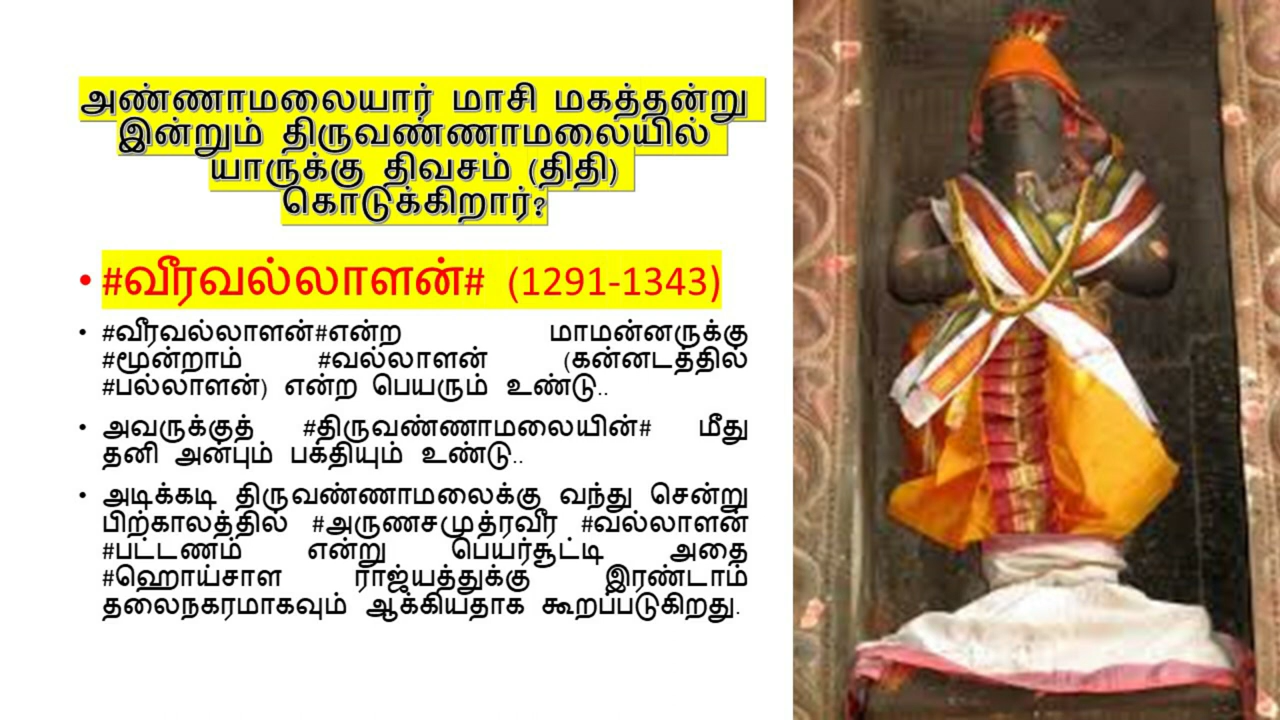 அண்ணாமலையார் மாசி மகத்தன்று
இன்றும் திருவண்ணாமலையில்
யாருக்கு திவசம் (திதி)
கொடுக்கிறார்?
• #வீரவல்லாளன்# (1291-1343)
• #வீரவல்லாளன்#என்ற மாமன்னருக்கு
#மூன்றாம் #வல்லாளன் (கன்னடத்தில்
#பல்லாளன்) என்ற பெயரும் உண்டு..
• அவருக்குத் #திருவண்ணாமலையின்# மீது
தனி அன்பும் பக்தியும் உண்டு..
• அடிக்கடி திருவண்ணாமலைக்கு வந்து சென்று
பிற்காலத்தில் #அருணசமுத்ரவீர #வல்லாளன்
#பட்டணம் என்று பெயர்சூட்டி அதை
#ஹொய்சாள ராஜ்யத்துக்கு இரண்டாம்
தலைநகரமாகவும் ஆக்கியதாக கூறப்படுகிறது.